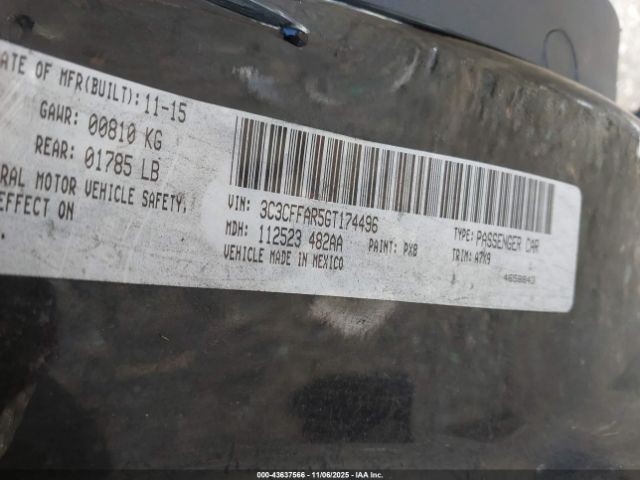 ATE OF MFR(BUILT): 11-15
GAWR: 00810 KG
REAR: 01785 LB
RAL MOTOR VEHICLE SAFETY,
EFFECT ON
VIN: 3C3CFFAR5GT174496
MDH: 112523 482AA
PAINT: PX8
VEHICLE MADE IN MEXICO
TYPE: PASSENGER CAR
TRIM: A7X9
4658843
Stock No: 43637566 - 11/06/2025 - IAA Inc.